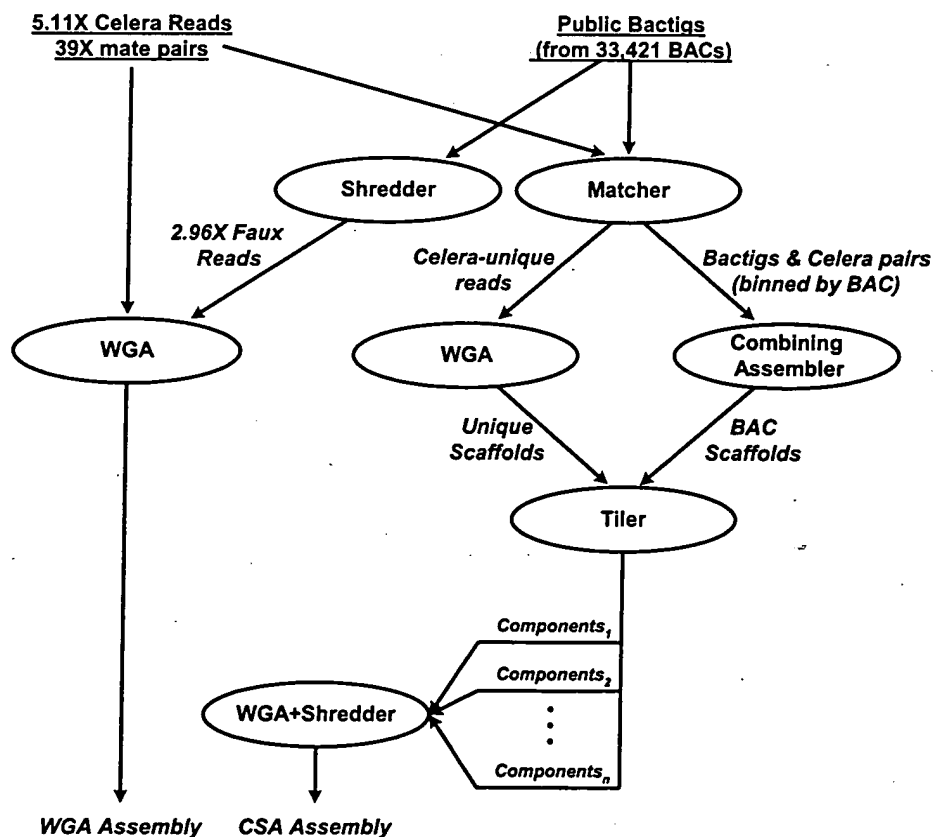 5.11X Celera Reads
39X mate pairs
Public Bactigs
(from 33,421 BACs)
Shredder
Matcher
2.96X Faux
Reads
Celera-unique
reads
Bactigs & Celera pairs
(binned by BAC)
WGA
WGA
Combining
Assembler
Unique
Scaffolds
BAC
Scaffolds
Tiler
Components1
Components2
WGA+Shredder
Componentsn
WGA Assembly
CSA Assembly